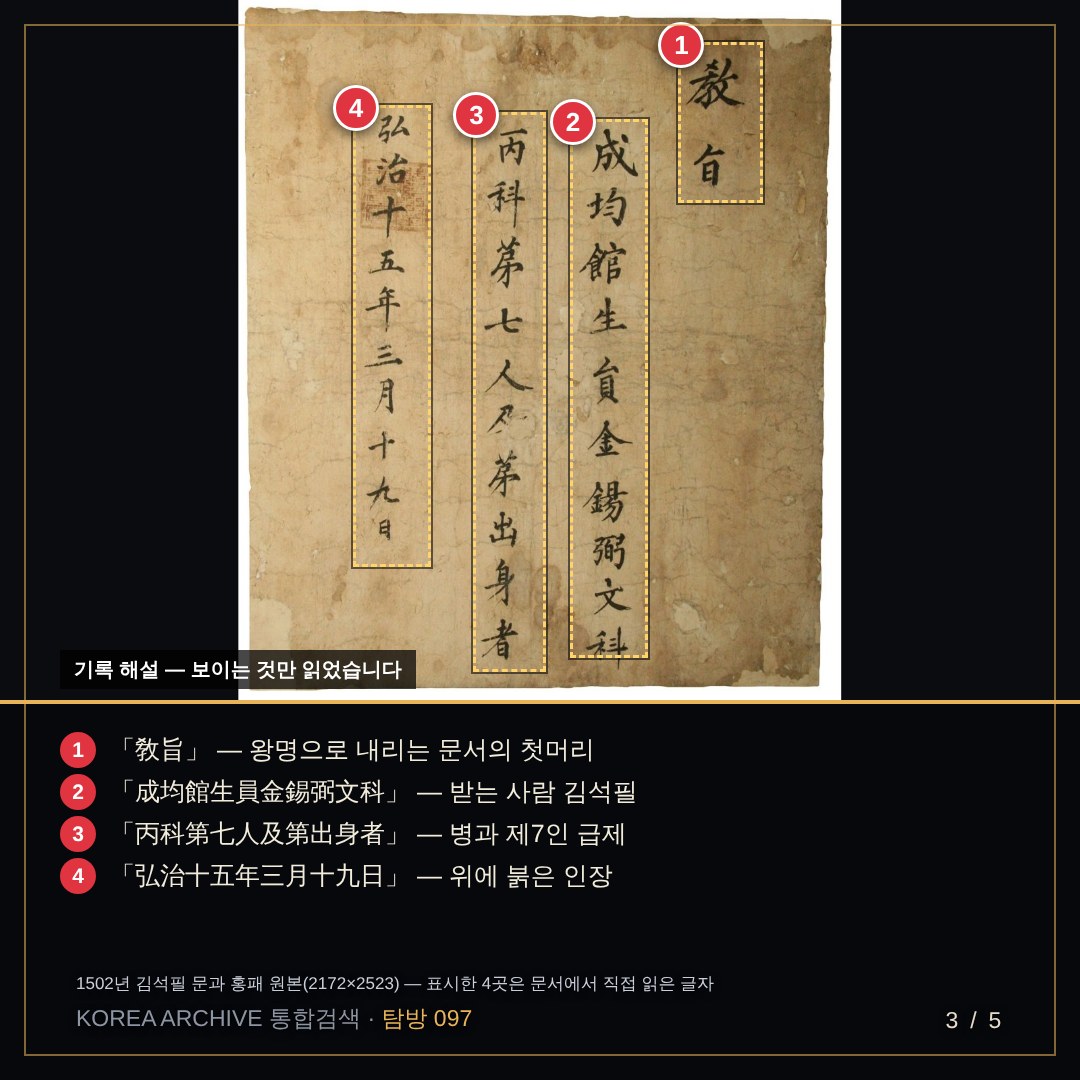 1
敎旨
2
成均館生員金錫弼文科
3
丙科第七人及第出身者
4
弘治十五年三月十九日
기록 해설 — 보이는 것만 읽었습니다
1 「敎旨」 — 왕명으로 내리는 문서의 첫머리
2 「成均館生員金錫弼文科」 — 받는 사람 김석필
3 「丙科第七人及第出身者」 — 병과 제7인 급제
4 「弘治十五年三月十九日」 — 위에 붉은 인장
1502년 김석필 문과 홍패 원본(2172×2523) — 표시한 4곳은 문서에서 직접 읽은 글자
KOREA ARCHIVE 통합검색 · 탐방 097
3 / 5